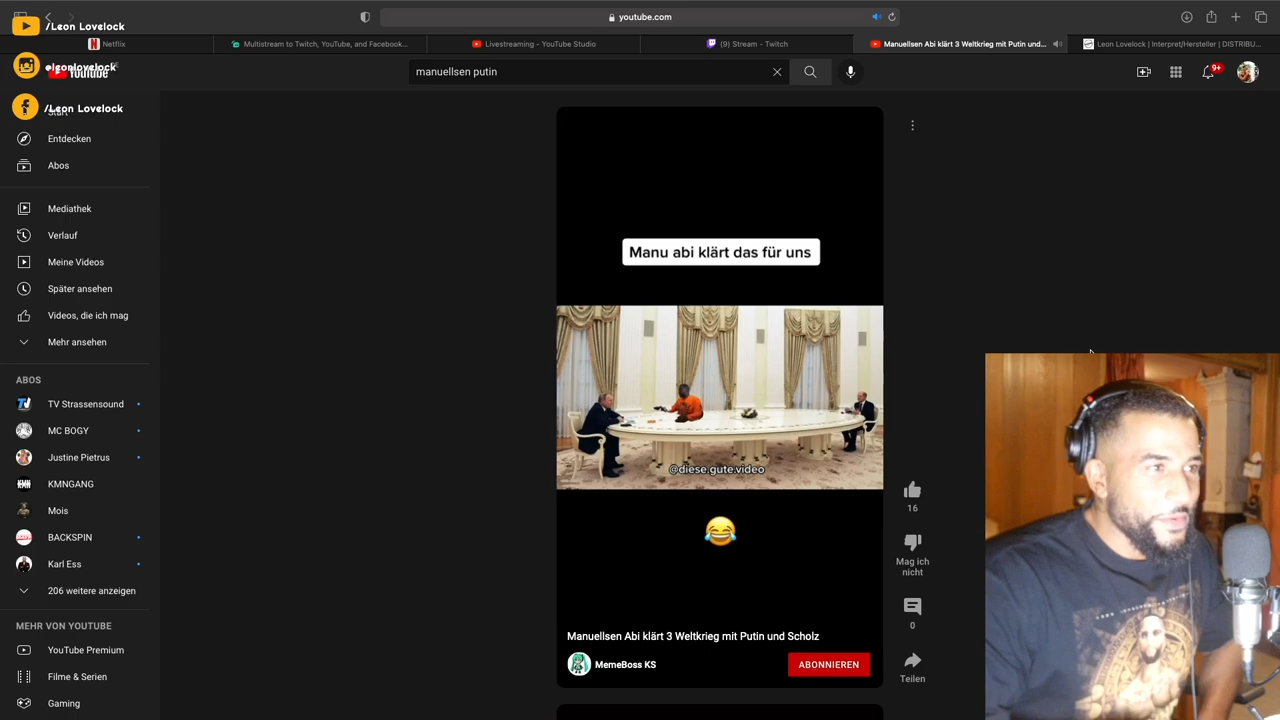 /Leon Lovelock
youtube.com
Netflix
Multistream to Twitch, YouTube, and Facebook...
Livestreaming - YouTube Studio
(9) Stream - Twitch
Manuellsen Abi klärt 3 Weltkrieg mit Putin und...
Leon Lovelock | Interpret/Hersteller | DISTRIBU...
@leonlovelock
YouTube
DE
manuellsen putin
9+
/Leon Lovelock
Start
Entdecken
Abos
Mediathek
Verlauf
Meine Videos
Später ansehen
Videos, die ich mag
Mehr ansehen
ABOS
TV Strassensound
MC BOGY
Justine Pietrus
KMNGANG
Mois
BACKSPIN
Karl Ess
206 weitere anzeigen
MEHR VON YOUTUBE
YouTube Premium
Filme & Serien
Gaming
Manu abi klärt das für uns
@diese.gute.video
16
Mag ich
nicht
0
Teilen
Manuellsen Abi klärt 3 Weltkrieg mit Putin und Scholz
MemeBoss KS
ABONNIEREN